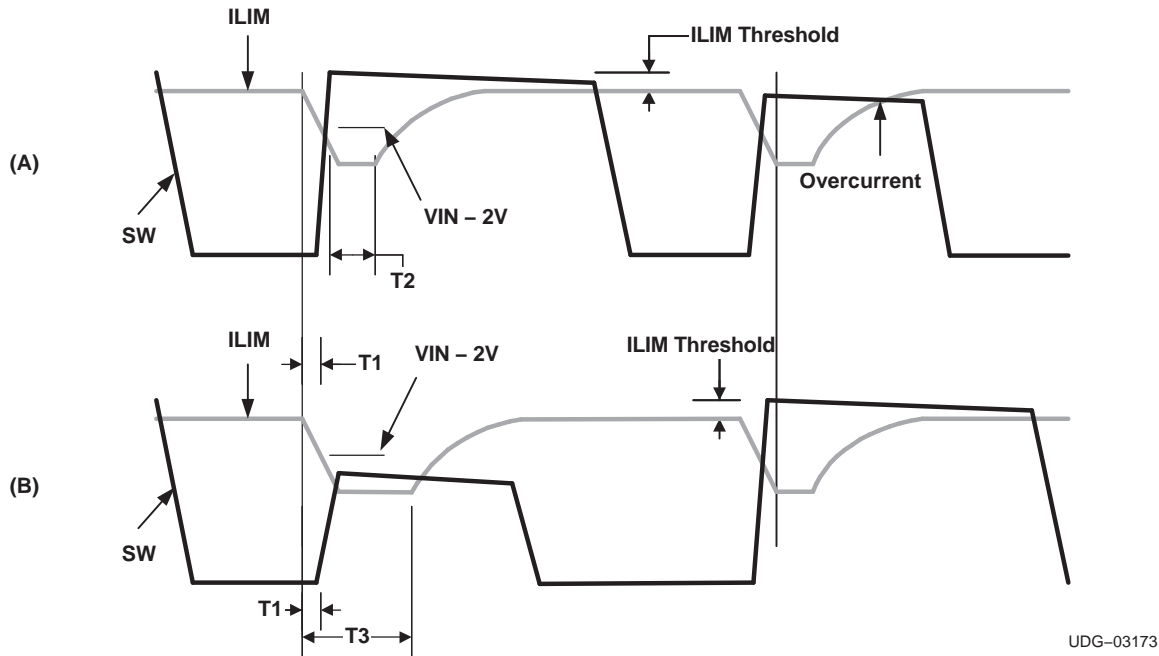 ILIM
ILIM Threshold
(A)
VIN – 2V
Overcurrent
SW
T2
ILIM
T1
VIN – 2V
ILIM Threshold
(B)
SW
T1
T3
UDG–03173